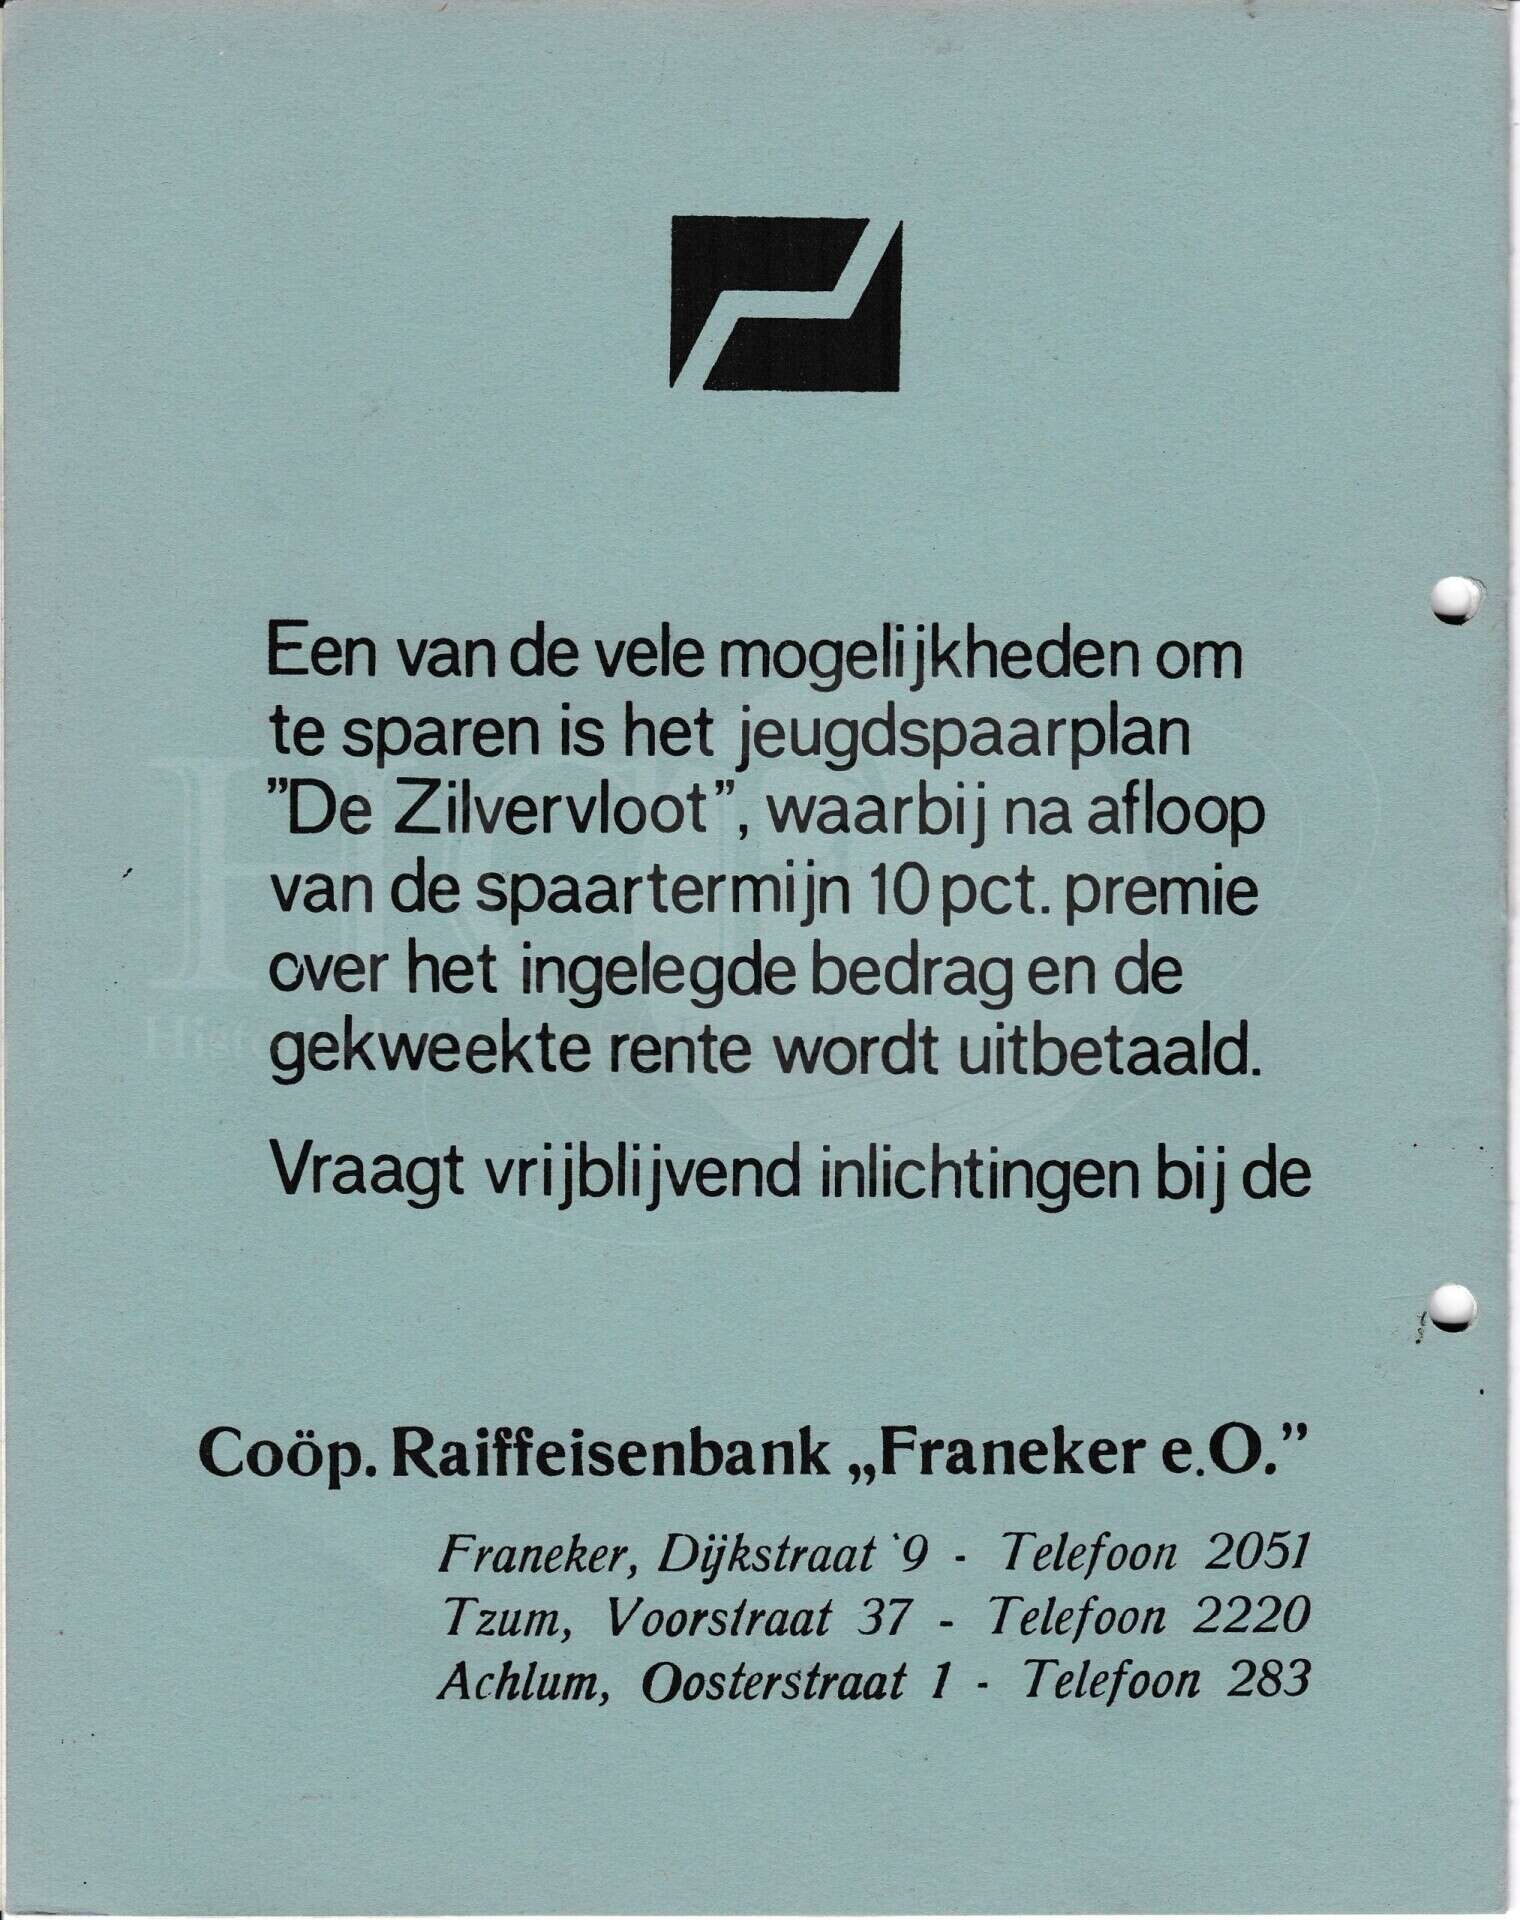 Een van de vele mogelijkheden om
te sparen is het jeugdspaarplan
”De Zilvervloot”, waarbij na afloop
van de spaartermijn 10 pct. premie
over het ingelegde bedrag en de
gekweekte rente wordt uitbetaald.
Vraagt vrijblijvend inlichtingen bij de
Coöp. Raiffeisenbank „Franeker e.O.”
Franeker, Dijkstraat 9 - Telefoon 2051
Tzum, Voorstraat 37 - Telefoon 2220
Achlum, Oosterstraat 1 - Telefoon 283